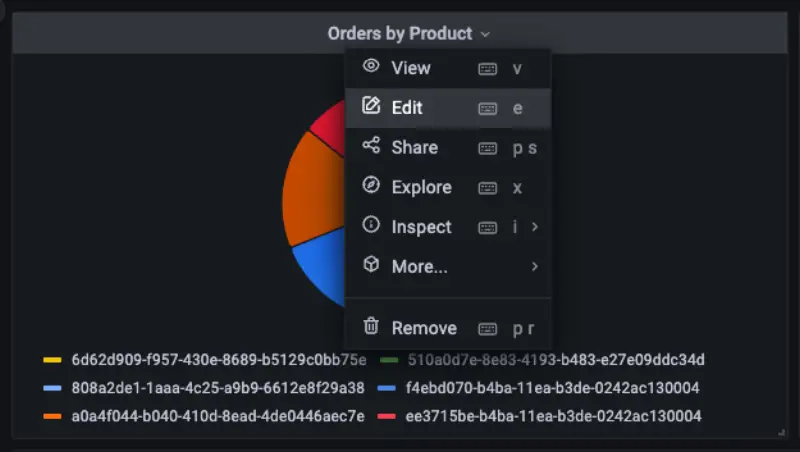 Orders by Product
View v
Edit e
Share p s
Explore x
Inspect i
More...
Remove p r
6d62d909-f957-430e-8689-b5129c0bb75e 510a0d7e-8e83-4193-b483-e27e09ddc34d
808a2de1-1aaa-4c25-a9b9-6612e8f29a38 f4ebd070-b4ba-11ea-b3de-0242ac130004
a0a4f044-b040-410d-8ead-4de0446aec7e ee3715be-b4ba-11ea-b3de-0242ac130004